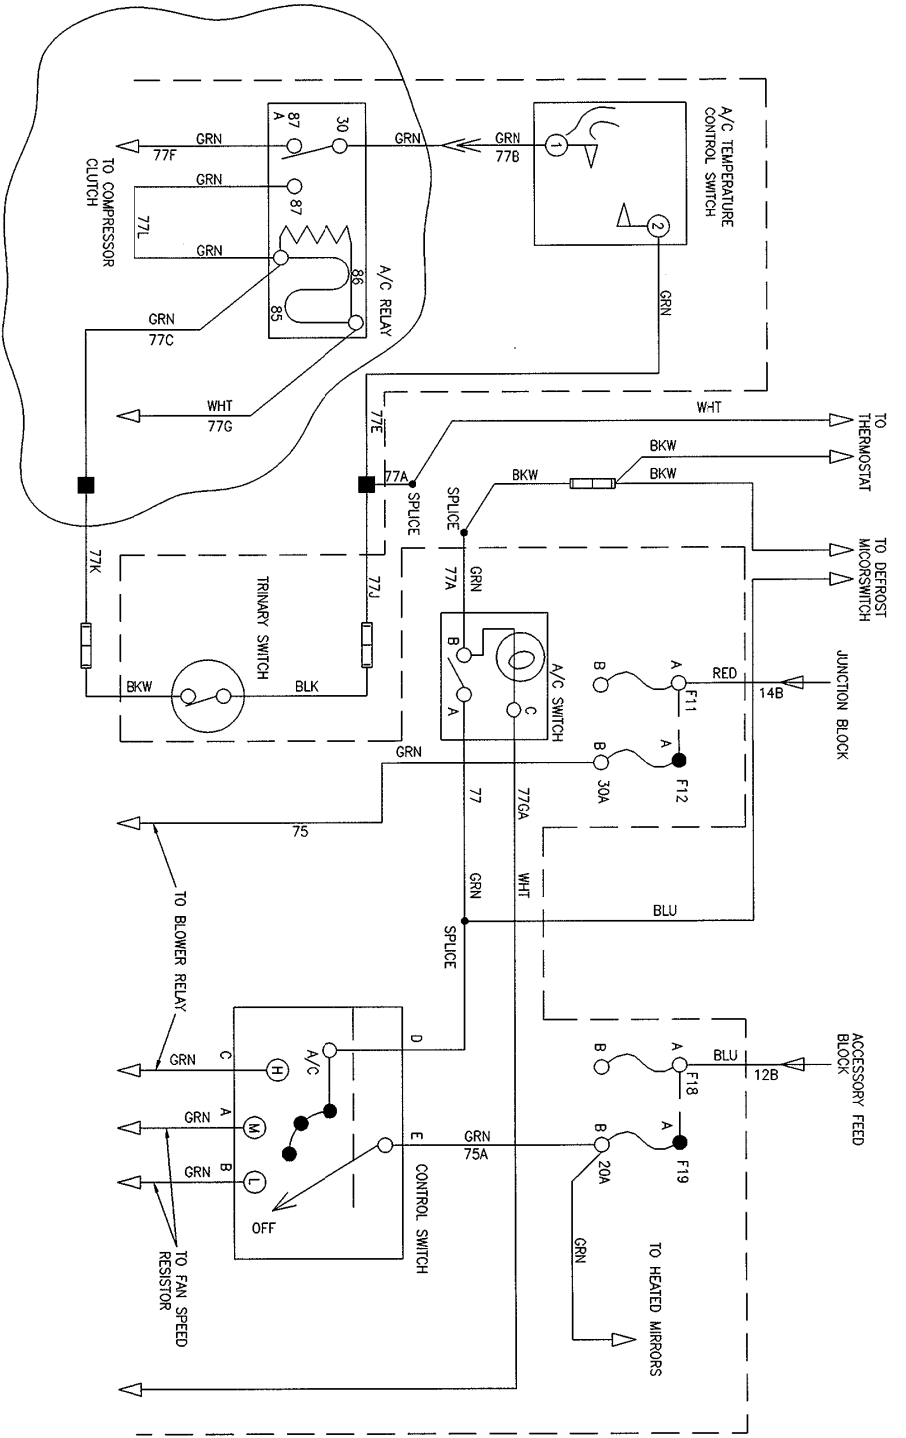 A/C TEMPERATURE
CONTROL SWITCH
1
2
GRN
77B
GRN
GRN
30
87
A
87
86
85
A/C RELAY
GRN
77F
GRN
77L
GRN
TO COMPRESSOR
CLUTCH
GRN
77C
WHT
77G
77E
77A
SPLICE
WHT
TO
THERMOSTAT
BKW
BKW
BKW
SPLICE
TO DEFROST
MICORSWITCH
77K
77J
TRINARY SWITCH
BKW
BLK
GRN
77A
B
A
C
A/C SWITCH
JUNCTION BLOCK
RED
14B
A
F11
B
A
F12
B
30A
GRN
75
77
77GA
GRN
WHT
BLU
SPLICE
TO BLOWER RELAY
ACCESSORY FEED
BLOCK
BLU
12B
A
F18
B
A
F19
B
20A
D
A/C
C
GRN
H
A
GRN
M
B
GRN
L
E
GRN
75A
OFF
CONTROL SWITCH
TO FAN SPEED
RESISTOR
GRN
TO HEATED MIRRORS